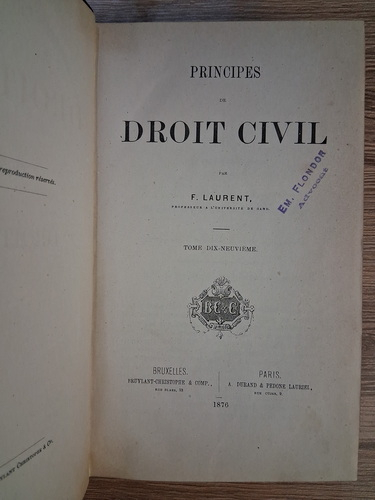 reproduction réservés.
PRINCIPES
DE
DROIT CIVIL
PAR
F. LAURENT,
PROFESSEUR A L'UNIVERSITÉ DE GAND.
EM. FLONDOR
Advocat
TOME DIX-NEUVIÈME.
BRUXELLES.
BRUYLANT-CHRISTOPHE & COMP.,
PARIS.
A. DURAND & PEDONE LAURIEL,
1876